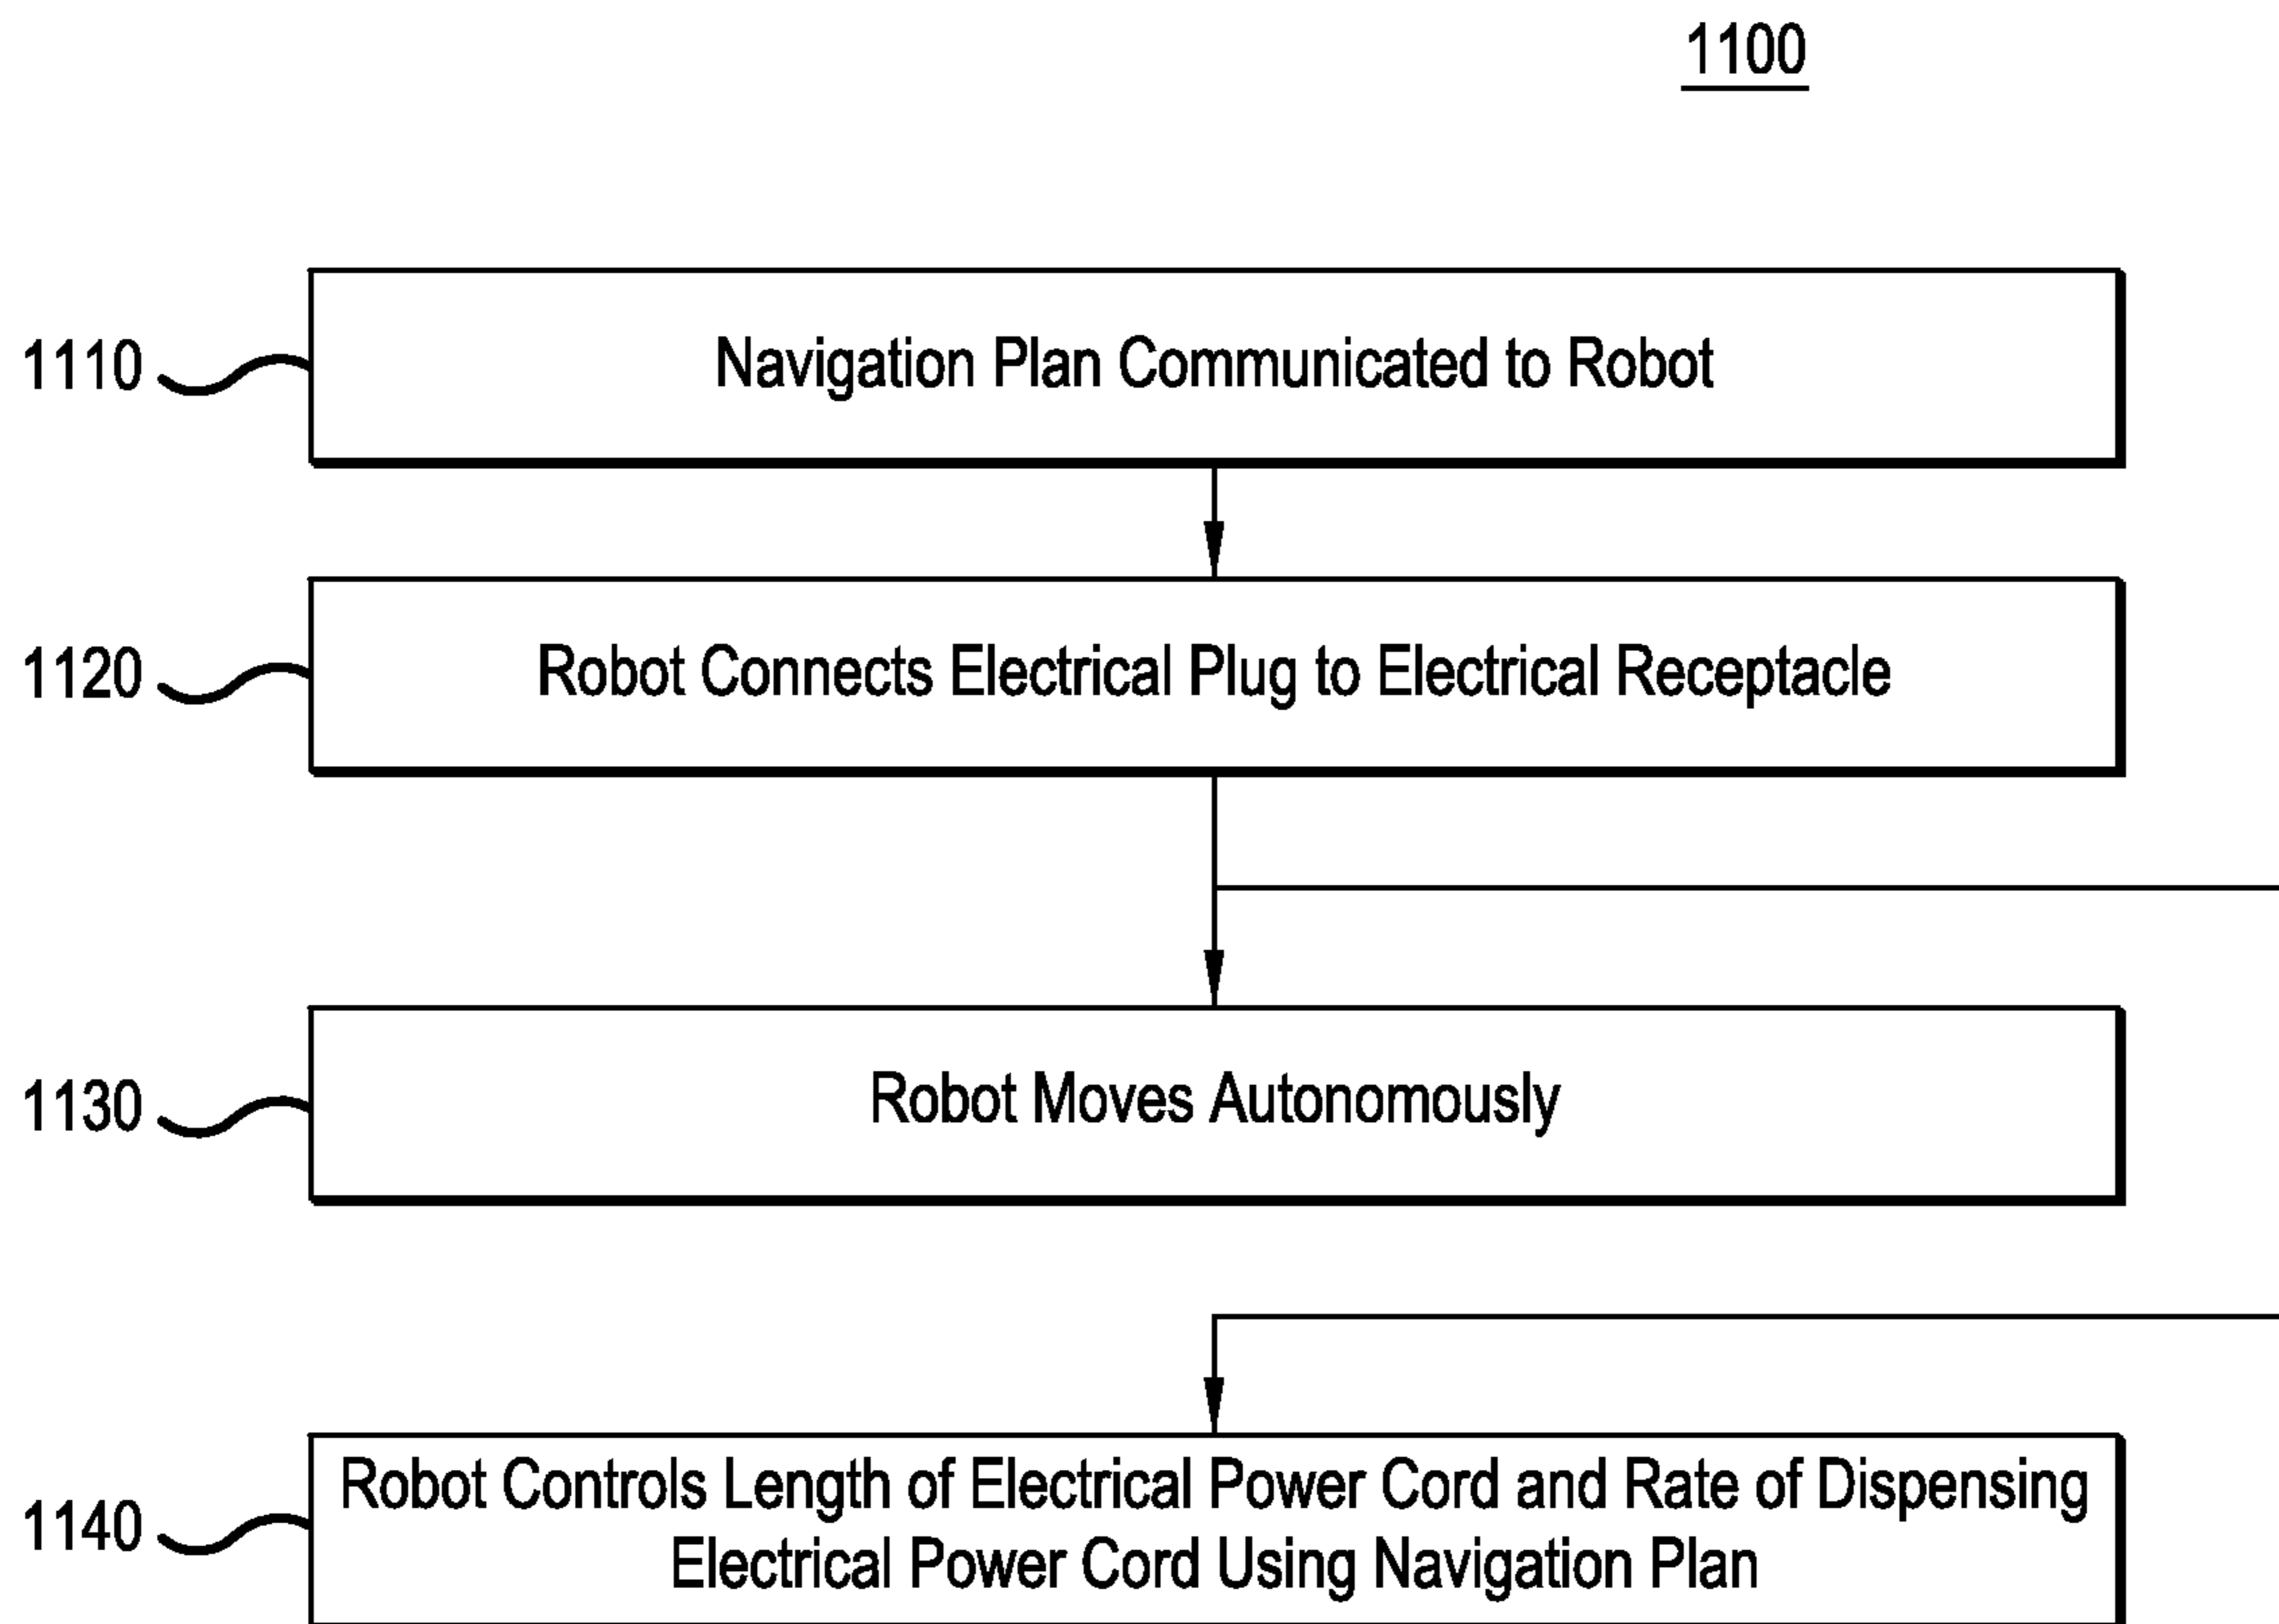 1100
1110 Navigation Plan Communicated to Robot
1120 Robot Connects Electrical Plug to Electrical Receptacle
1130 Robot Moves Autonomously
1140 Robot Controls Length of Electrical Power Cord and Rate of Dispensing
Electrical Power Cord Using Navigation Plan